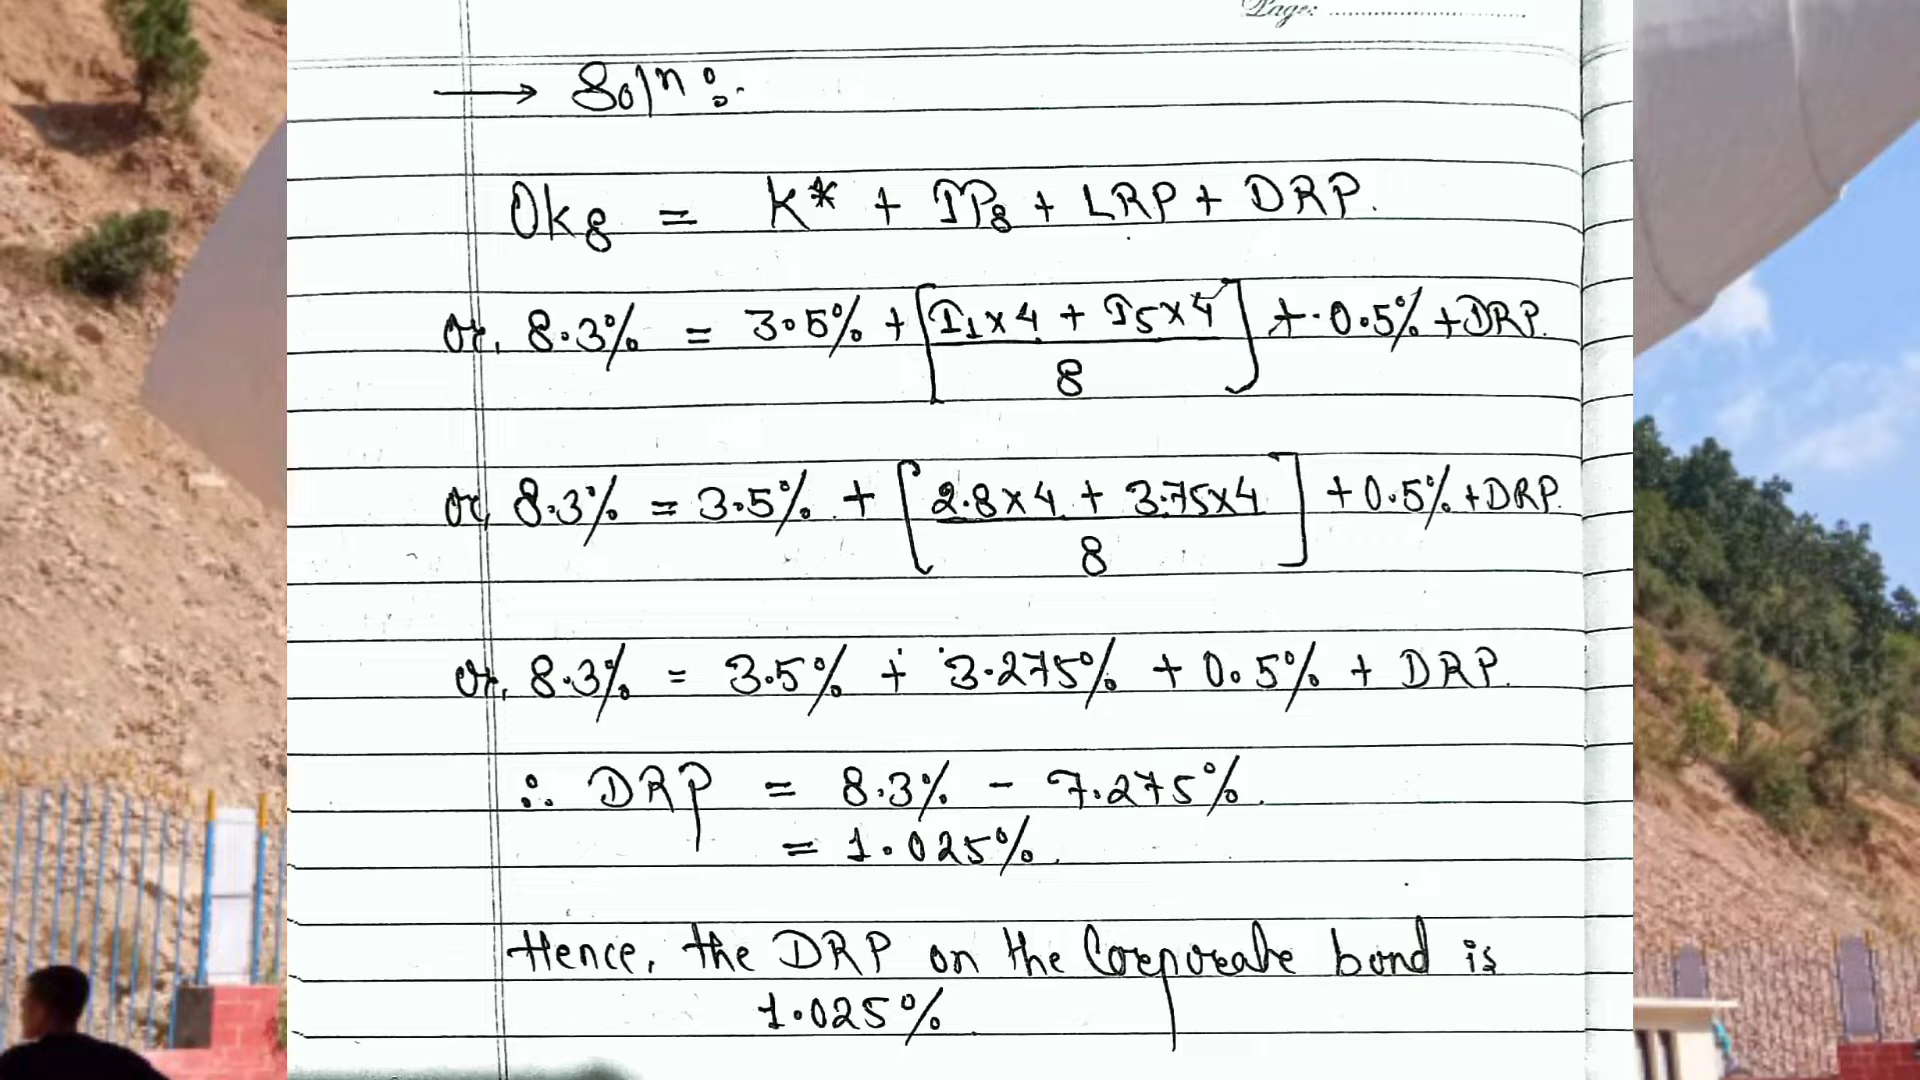 Page: ........................
→ Solⁿ:-
0k₈ = K* + IP₈ + LRP + DRP.
or, 8.3% = 3.5% + [I₁×4 + I₅×4 / 8] + 0.5% + DRP.
or, 8.3% = 3.5% + [2.8×4 + 3.75×4 / 8] + 0.5% + DRP.
or, 8.3% = 3.5% + 3.275% + 0.5% + DRP.
∴ DRP = 8.3% - 7.275%.
= 1.025%.
Hence, the DRP on the Corporate bond is
1.025%.